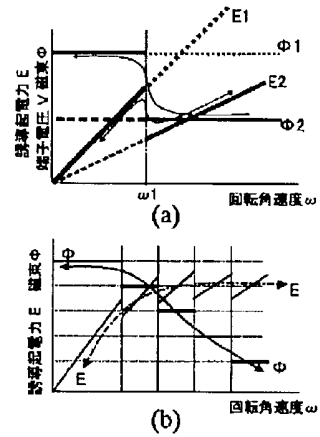 E1
Φ1
E2
Φ2
誘導起電力 E
端子電圧 V 磁束 Φ
ω1
回転角速度 ω
(a)
Φ
E
E
Φ
誘導起電力 E 磁束 Φ
回転角速度 ω
(b)